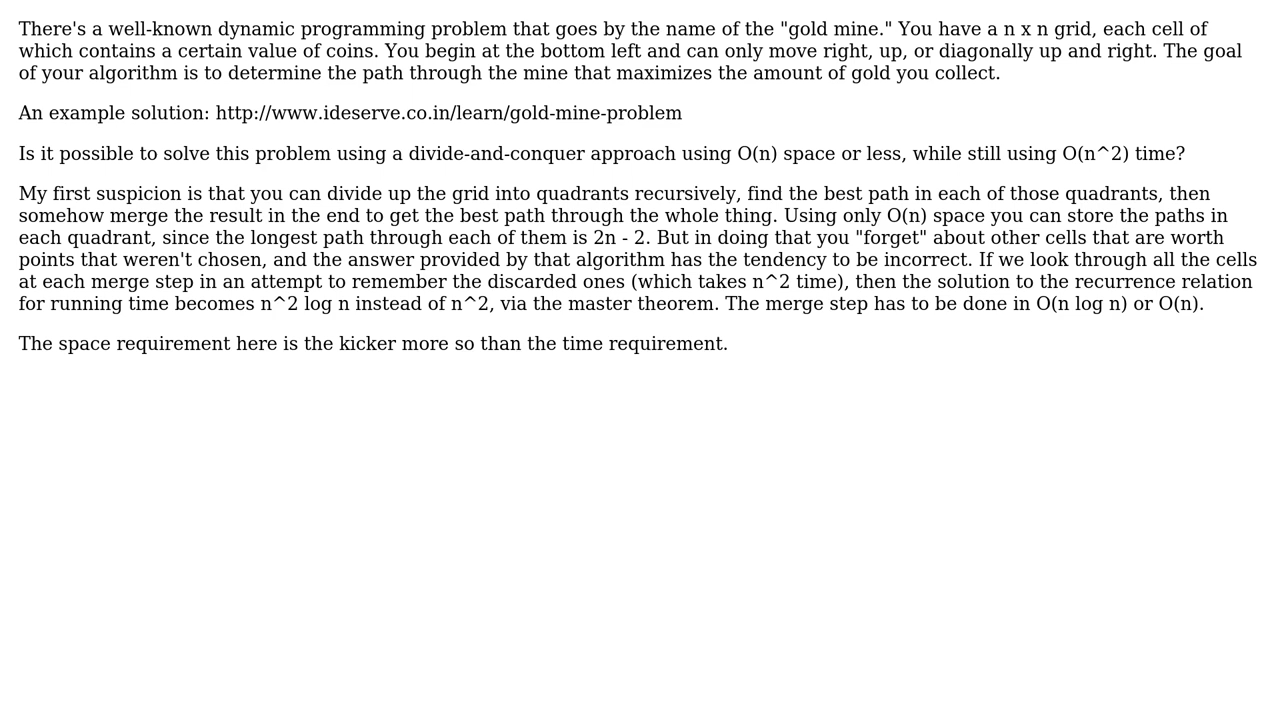 There's a well-known dynamic programming problem that goes by the name of the "gold mine." You have a n x n grid, each cell of
which contains a certain value of coins. You begin at the bottom left and can only move right, up, or diagonally up and right. The goal
of your algorithm is to determine the path through the mine that maximizes the amount of gold you collect.
An example solution: http://www.ideserve.co.in/learn/gold-mine-problem
Is it possible to solve this problem using a divide-and-conquer approach using O(n) space or less, while still using O(n^2) time?
My first suspicion is that you can divide up the grid into quadrants recursively, find the best path in each of those quadrants, then
somehow merge the result in the end to get the best path through the whole thing. Using only O(n) space you can store the paths in
each quadrant, since the longest path through each of them is 2n - 2. But in doing that you "forget" about other cells that are worth
points that weren't chosen, and the answer provided by that algorithm has the tendency to be incorrect. If we look through all the cells
at each merge step in an attempt to remember the discarded ones (which takes n^2 time), then the solution to the recurrence relation
for running time becomes n^2 log n instead of n^2, via the master theorem. The merge step has to be done in O(n log n) or O(n).
The space requirement here is the kicker more so than the time requirement.